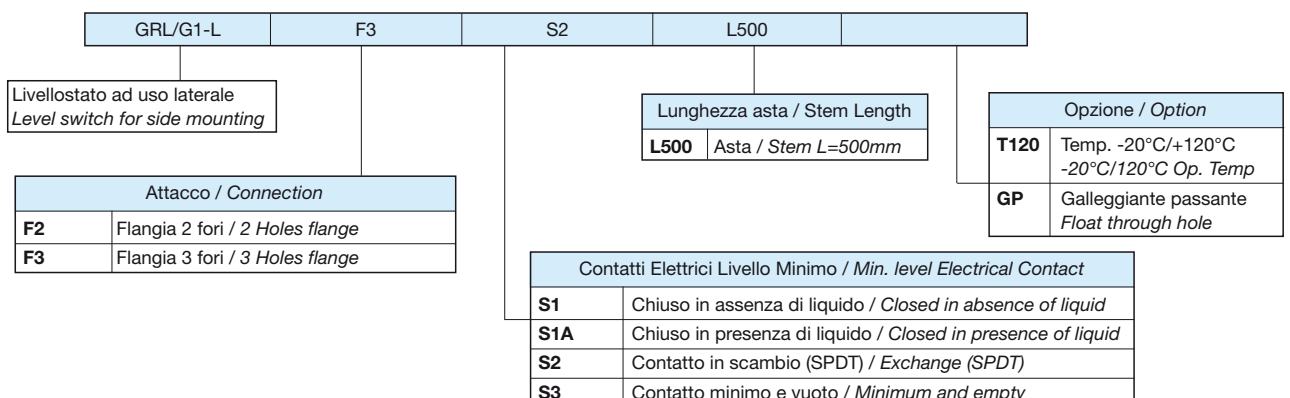 GRL/G1-L F3 S2 L500
Livellostato ad uso laterale
Level switch for side mounting
Lunghezza asta / Stem Length
L500 Asta / Stem L=500mm
Opzione / Option
T120 Temp. -20°C/+120°C
-20°C/120°C Op. Temp
GP Galleggiante passante
Float through hole
Attacco / Connection
F2 Flangia 2 fori / 2 Holes flange
F3 Flangia 3 fori / 3 Holes flange
Contatti Elettrici Livello Minimo / Min. level Electrical Contact
S1 Chiuso in assenza di liquido / Closed in absence of liquid
S1A Chiuso in presenza di liquido / Closed in presence of liquid
S2 Contatto in scambio (SPDT) / Exchange (SPDT)
S3 Contatto minimo e vuoto / Minimum and empty